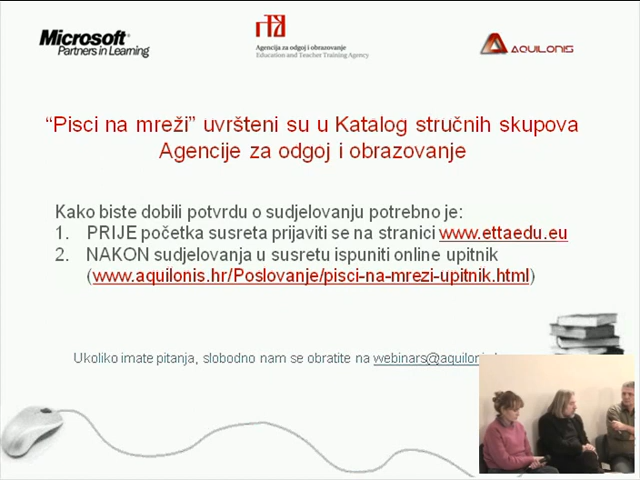 Microsoft®
Partners in Learning
Agencija za odgoj i obrazovanje
Education and Teacher Training Agency
AQUILONIS
“Pisci na mreži” uvršteni su u Katalog stručnih skupova
Agencije za odgoj i obrazovanje
Kako biste dobili potvrdu o sudjelovanju potrebno je:
1. PRIJE početka susreta prijaviti se na stranici www.ettaedu.eu
2. NAKON sudjelovanja u susretu ispuniti online upitnik
(www.aquilonis.hr/Poslovanje/pisci-na-mrezi-upitnik.html)
Ukoliko imate pitanja, slobodno nam se obratite na